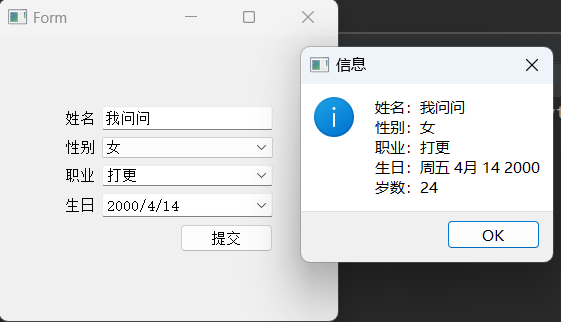 Form
姓名 我问问
性别 女
职业 打更
生日 2000/4/14
提交
信息
姓名：我问问
性别：女
职业：打更
生日：周五 4月 14 2000
岁数：24
OK